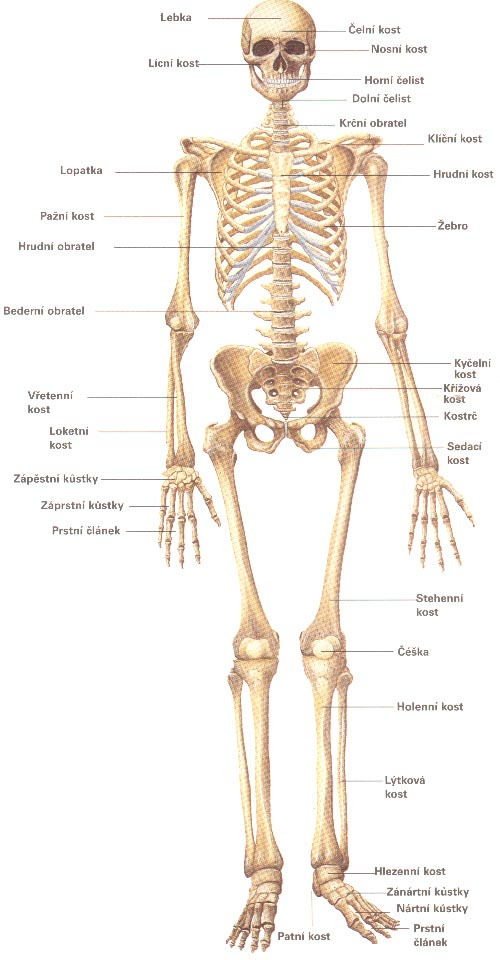 Lebka
Čelní kost
Nosní kost
Lícní kost
Horní čelist
Dolní čelist
Krční obratel
Klíční kost
Lopatka
Hrudní kost
Pažní kost
Žebro
Hrudní obratel
Bederní obratel
Kyčelní
kost
Křížová
kost
Vřetenní
kost
Kostrč
Loketní
kost
Sedací
kost
Zápěstní kůstky
Záprstní kůstky
Prstní článek
Stehenní
kost
Čéška
Holenní kost
Lýtková
kost
Hlezenní kost
Zánártní kůstky
Nártní kůstky
Patní kost
Prstní
článek